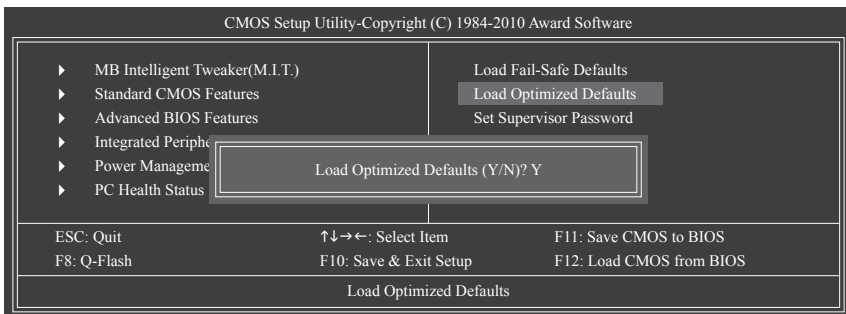 CMOS Setup Utility-Copyright (C) 1984-2010 Award Software
MB Intelligent Tweaker(M.I.T.)
Standard CMOS Features
Advanced BIOS Features
Integrated Periphe
Power Manageme
PC Health Status
Load Fail-Safe Defaults
Load Optimized Defaults
Set Supervisor Password
Load Optimized Defaults (Y/N)? Y
ESC: Quit ↑↓→←: Select Item F11: Save CMOS to BIOS
F8: Q-Flash F10: Save & Exit Setup F12: Load CMOS from BIOS
Load Optimized Defaults